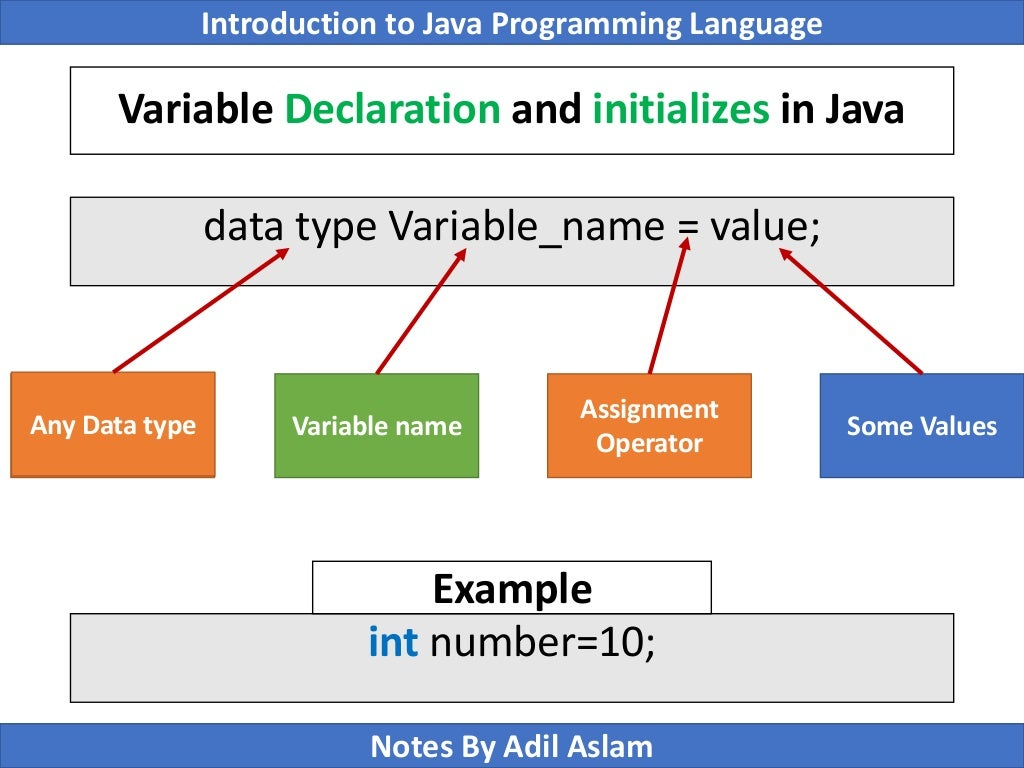 Introduction to Java Programming Language
Variable Declaration and initializes in Java
data type Variable_name = value;
Any Data type
Variable name
Assignment
Operator
Some Values
Example
int number=10;
Notes By Adil Aslam